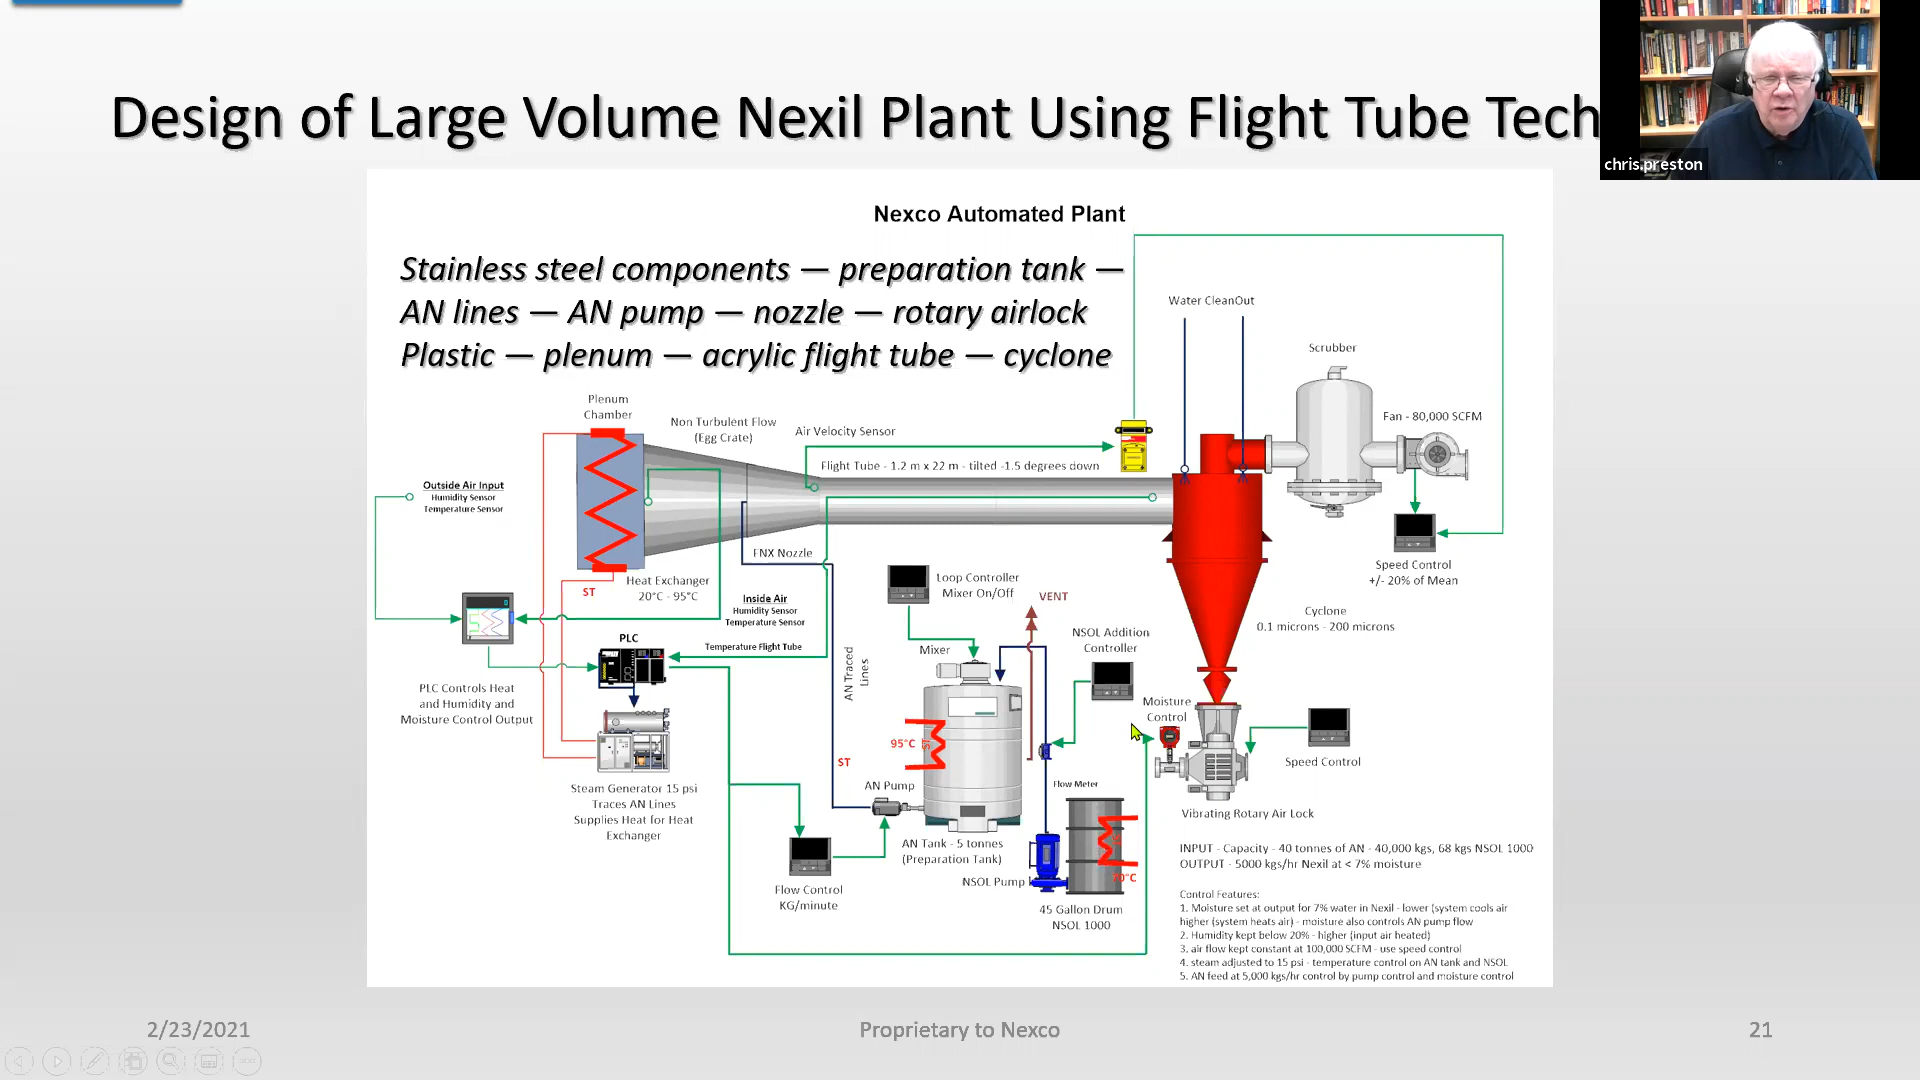 Design of Large Volume Nexil Plant Using Flight Tube Tech
chris.preston
Nexco Automated Plant
Stainless steel components — preparation tank —
AN lines — AN pump — nozzle — rotary airlock
Plastic — plenum — acrylic flight tube — cyclone
Water CleanOut
Scrubber
Fan - 80,000 SCFM
Plenum
Chamber
Non Turbulent Flow
(Egg Crate)
Air Velocity Sensor
Flight Tube - 1.2 m x 22 m - tilted -1.5 degrees down
Outside Air Input
Humidity Sensor
Temperature Sensor
FNX Nozzle
Heat Exchanger
20°C - 95°C
ST
Inside Air
Humidity Sensor
Temperature Sensor
Loop Controller
Mixer On/Off
VENT
Speed Control
+/- 20% of Mean
Cyclone
0.1 microns - 200 microns
PLC
Temperature Flight Tube
AN Traced
Lines
Mixer
NSOL Addition
Controller
PLC Controls Heat
and Humidity and
Moisture Control Output
Moisture
Control
95°C
ST
ST
Speed Control
Steam Generator 15 psi
Traces AN Lines
Supplies Heat for Heat
Exchanger
AN Pump
Flow Meter
Vibrating Rotary Air Lock
AN Tank - 5 tonnes
(Preparation Tank)
NSOL Pump
70°C
Flow Control
KG/minute
45 Gallon Drum
NSOL 1000
INPUT - Capacity - 40 tonnes of AN - 40,000 kgs, 68 kgs NSOL 1000
OUTPUT - 5000 kgs/hr Nexil at < 7% moisture
Control Features:
1. Moisture set at output for 7% water in Nexil - lower (system cools air
higher (system heats air) - moisture also controls AN pump flow
2. Humidity kept below 20% - higher (input air heated)
3. air flow kept constant at 100,000 SCFM - use speed control
4. steam adjusted to 15 psi - temperature control on AN tank and NSOL
5. AN feed at 5,000 kgs/hr control by pump control and moisture control
2/23/2021
Proprietary to Nexco
21